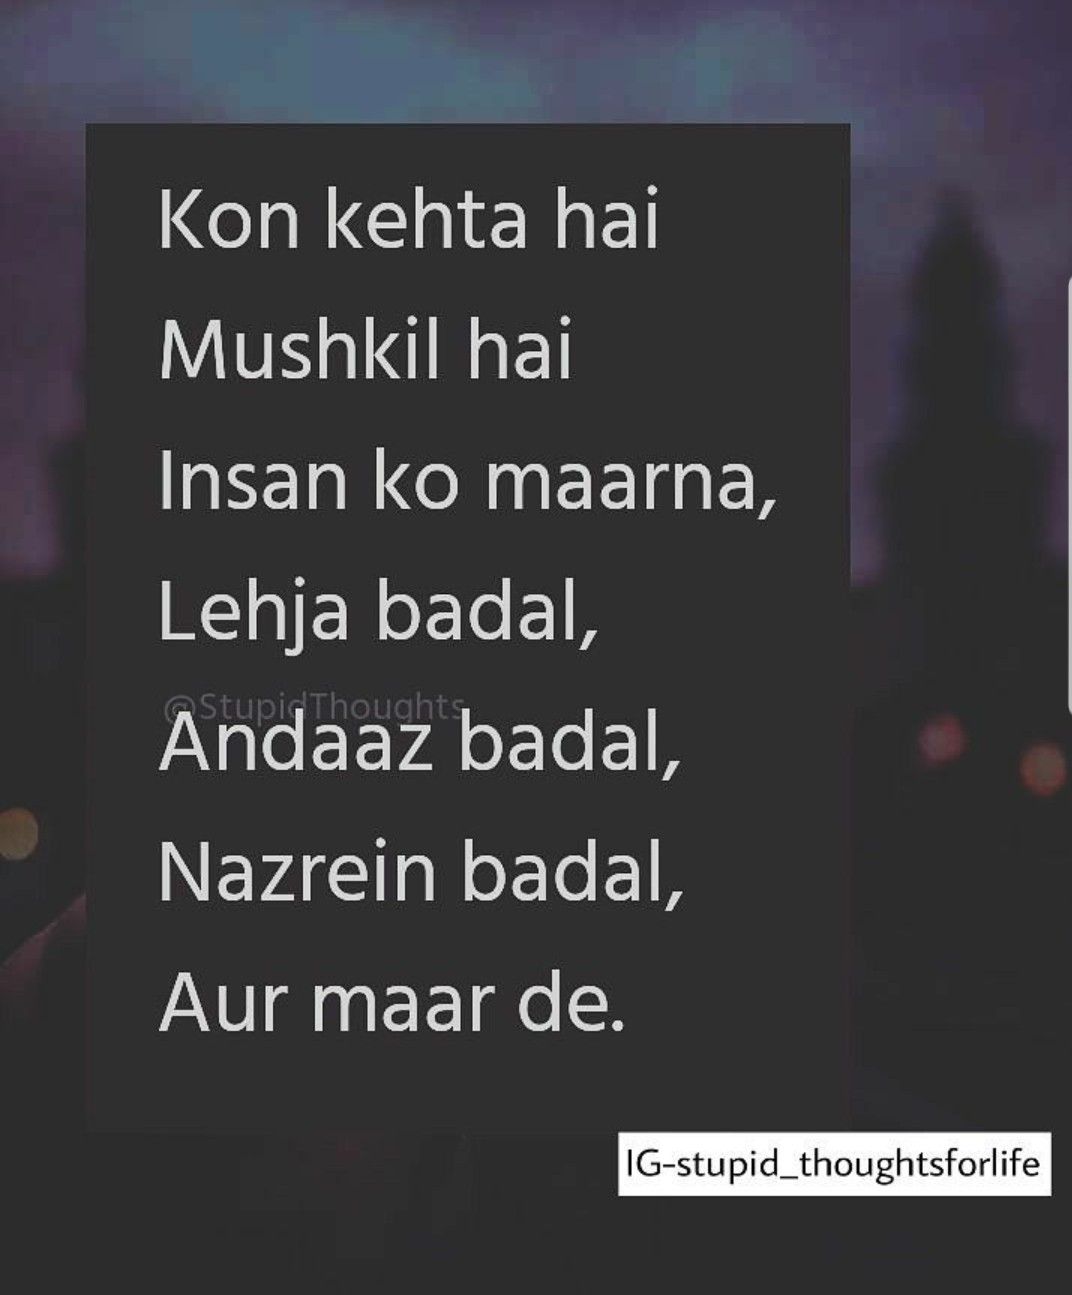 Kon kehta hai
Mushkil hai
Insan ko maarna,
Lehja badal,
@StupidThoughts
Andaaz badal,
Nazrein badal,
Aur maar de.
IG-stupid_thoughtsforlife